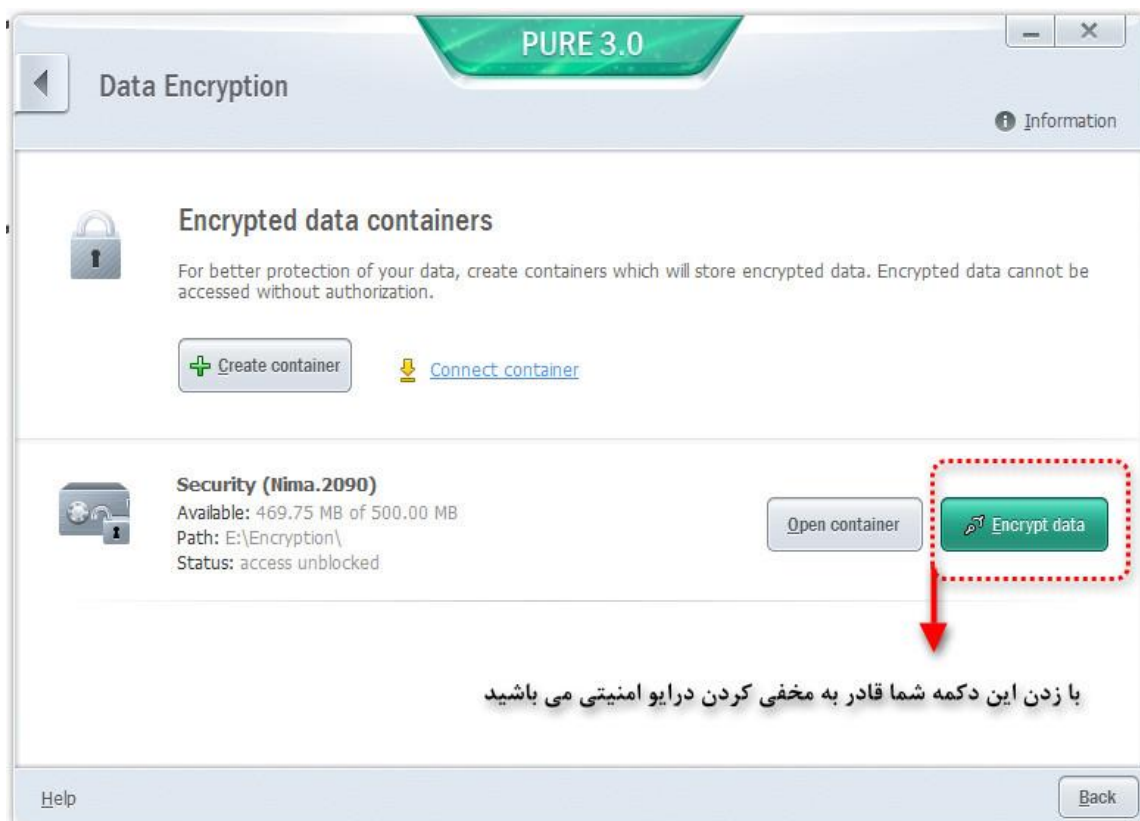 PURE 3.0
Data Encryption
Information
Encrypted data containers
For better protection of your data, create containers which will store encrypted data. Encrypted data cannot be
accessed without authorization.
Create container
Connect container
Security (Nima.2090)
Available: 469.75 MB of 500.00 MB
Path: E:\Encryption\
Status: access unblocked
Open container
Encrypt data
با زدن این دکمه شما قادر به مخفی کردن درایو امنیتی می باشید
Help
Back